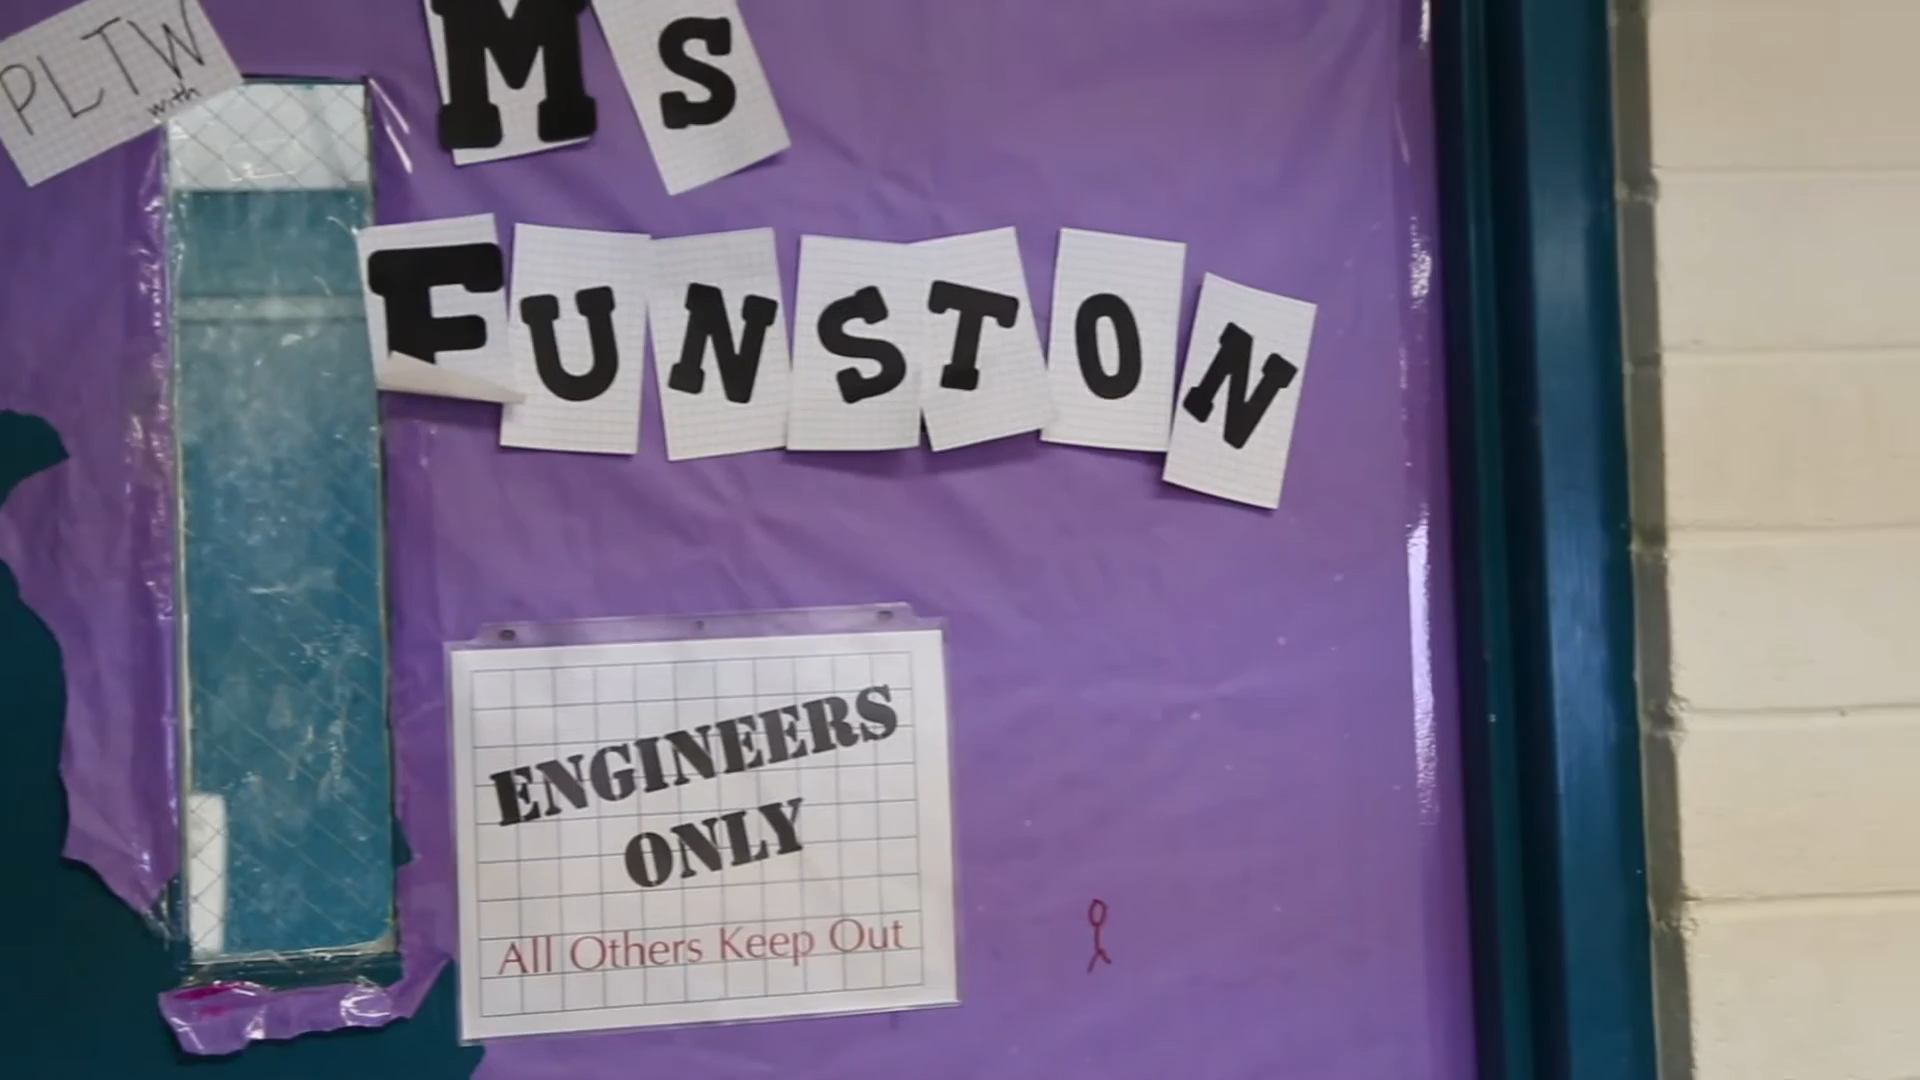 PLTW
with
Ms
FUNSTON
ENGINEERS
ONLY
All Others Keep Out